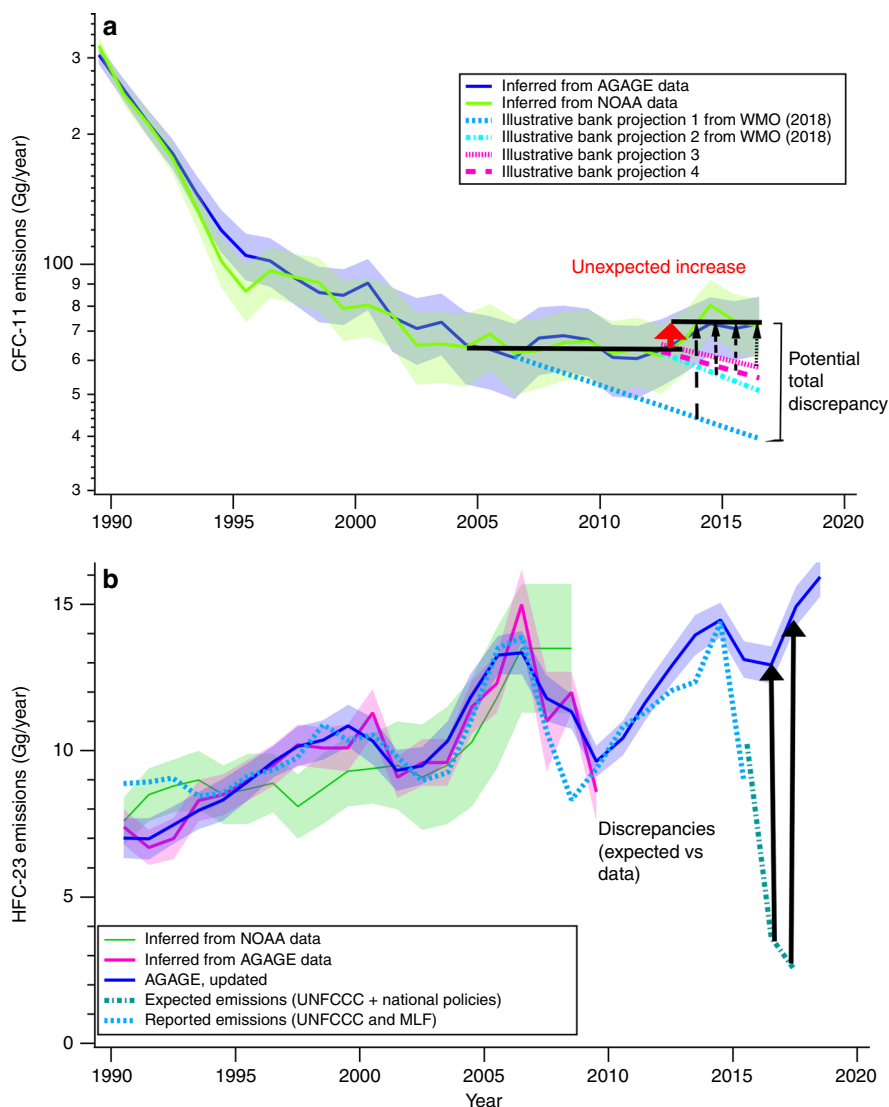 a
3
2
100
9
8
7
6
5
4
3
CFC-11 emissions (Gg/year)
Inferred from AGAGE data
Inferred from NOAA data
Illustrative bank projection 1 from WMO (2018)
Illustrative bank projection 2 from WMO (2018)
Illustrative bank projection 3
Illustrative bank projection 4
Unexpected increase
Potential
total
discrepancy
1990 1995 2000 2005 2010 2015 2020
b
15
10
5
0
HFC-23 emissions (Gg/year)
Discrepancies
(expected vs
data)
Inferred from NOAA data
Inferred from AGAGE data
AGAGE, updated
Expected emissions (UNFCCC + national policies)
Reported emissions (UNFCCC and MLF)
1990 1995 2000 2005 2010 2015 2020
Year